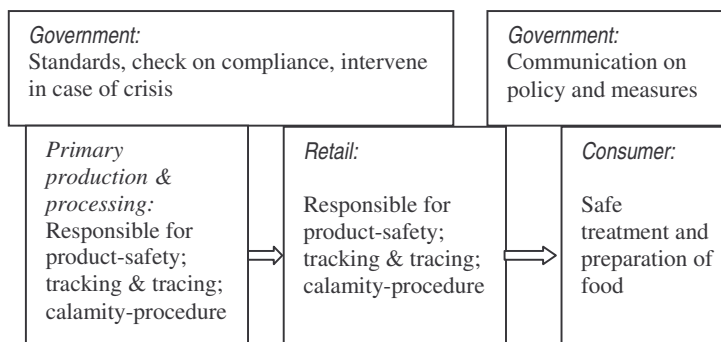 Government:
Standards, check on compliance, intervene
in case of crisis
Government:
Communication on
policy and measures
Primary
production &
processing:
Responsible for
product-safety;
tracking & tracing;
calamity-procedure
Retail:
Responsible for
product-safety;
tracking & tracing;
calamity-procedure
Consumer:
Safe
treatment and
preparation of
food